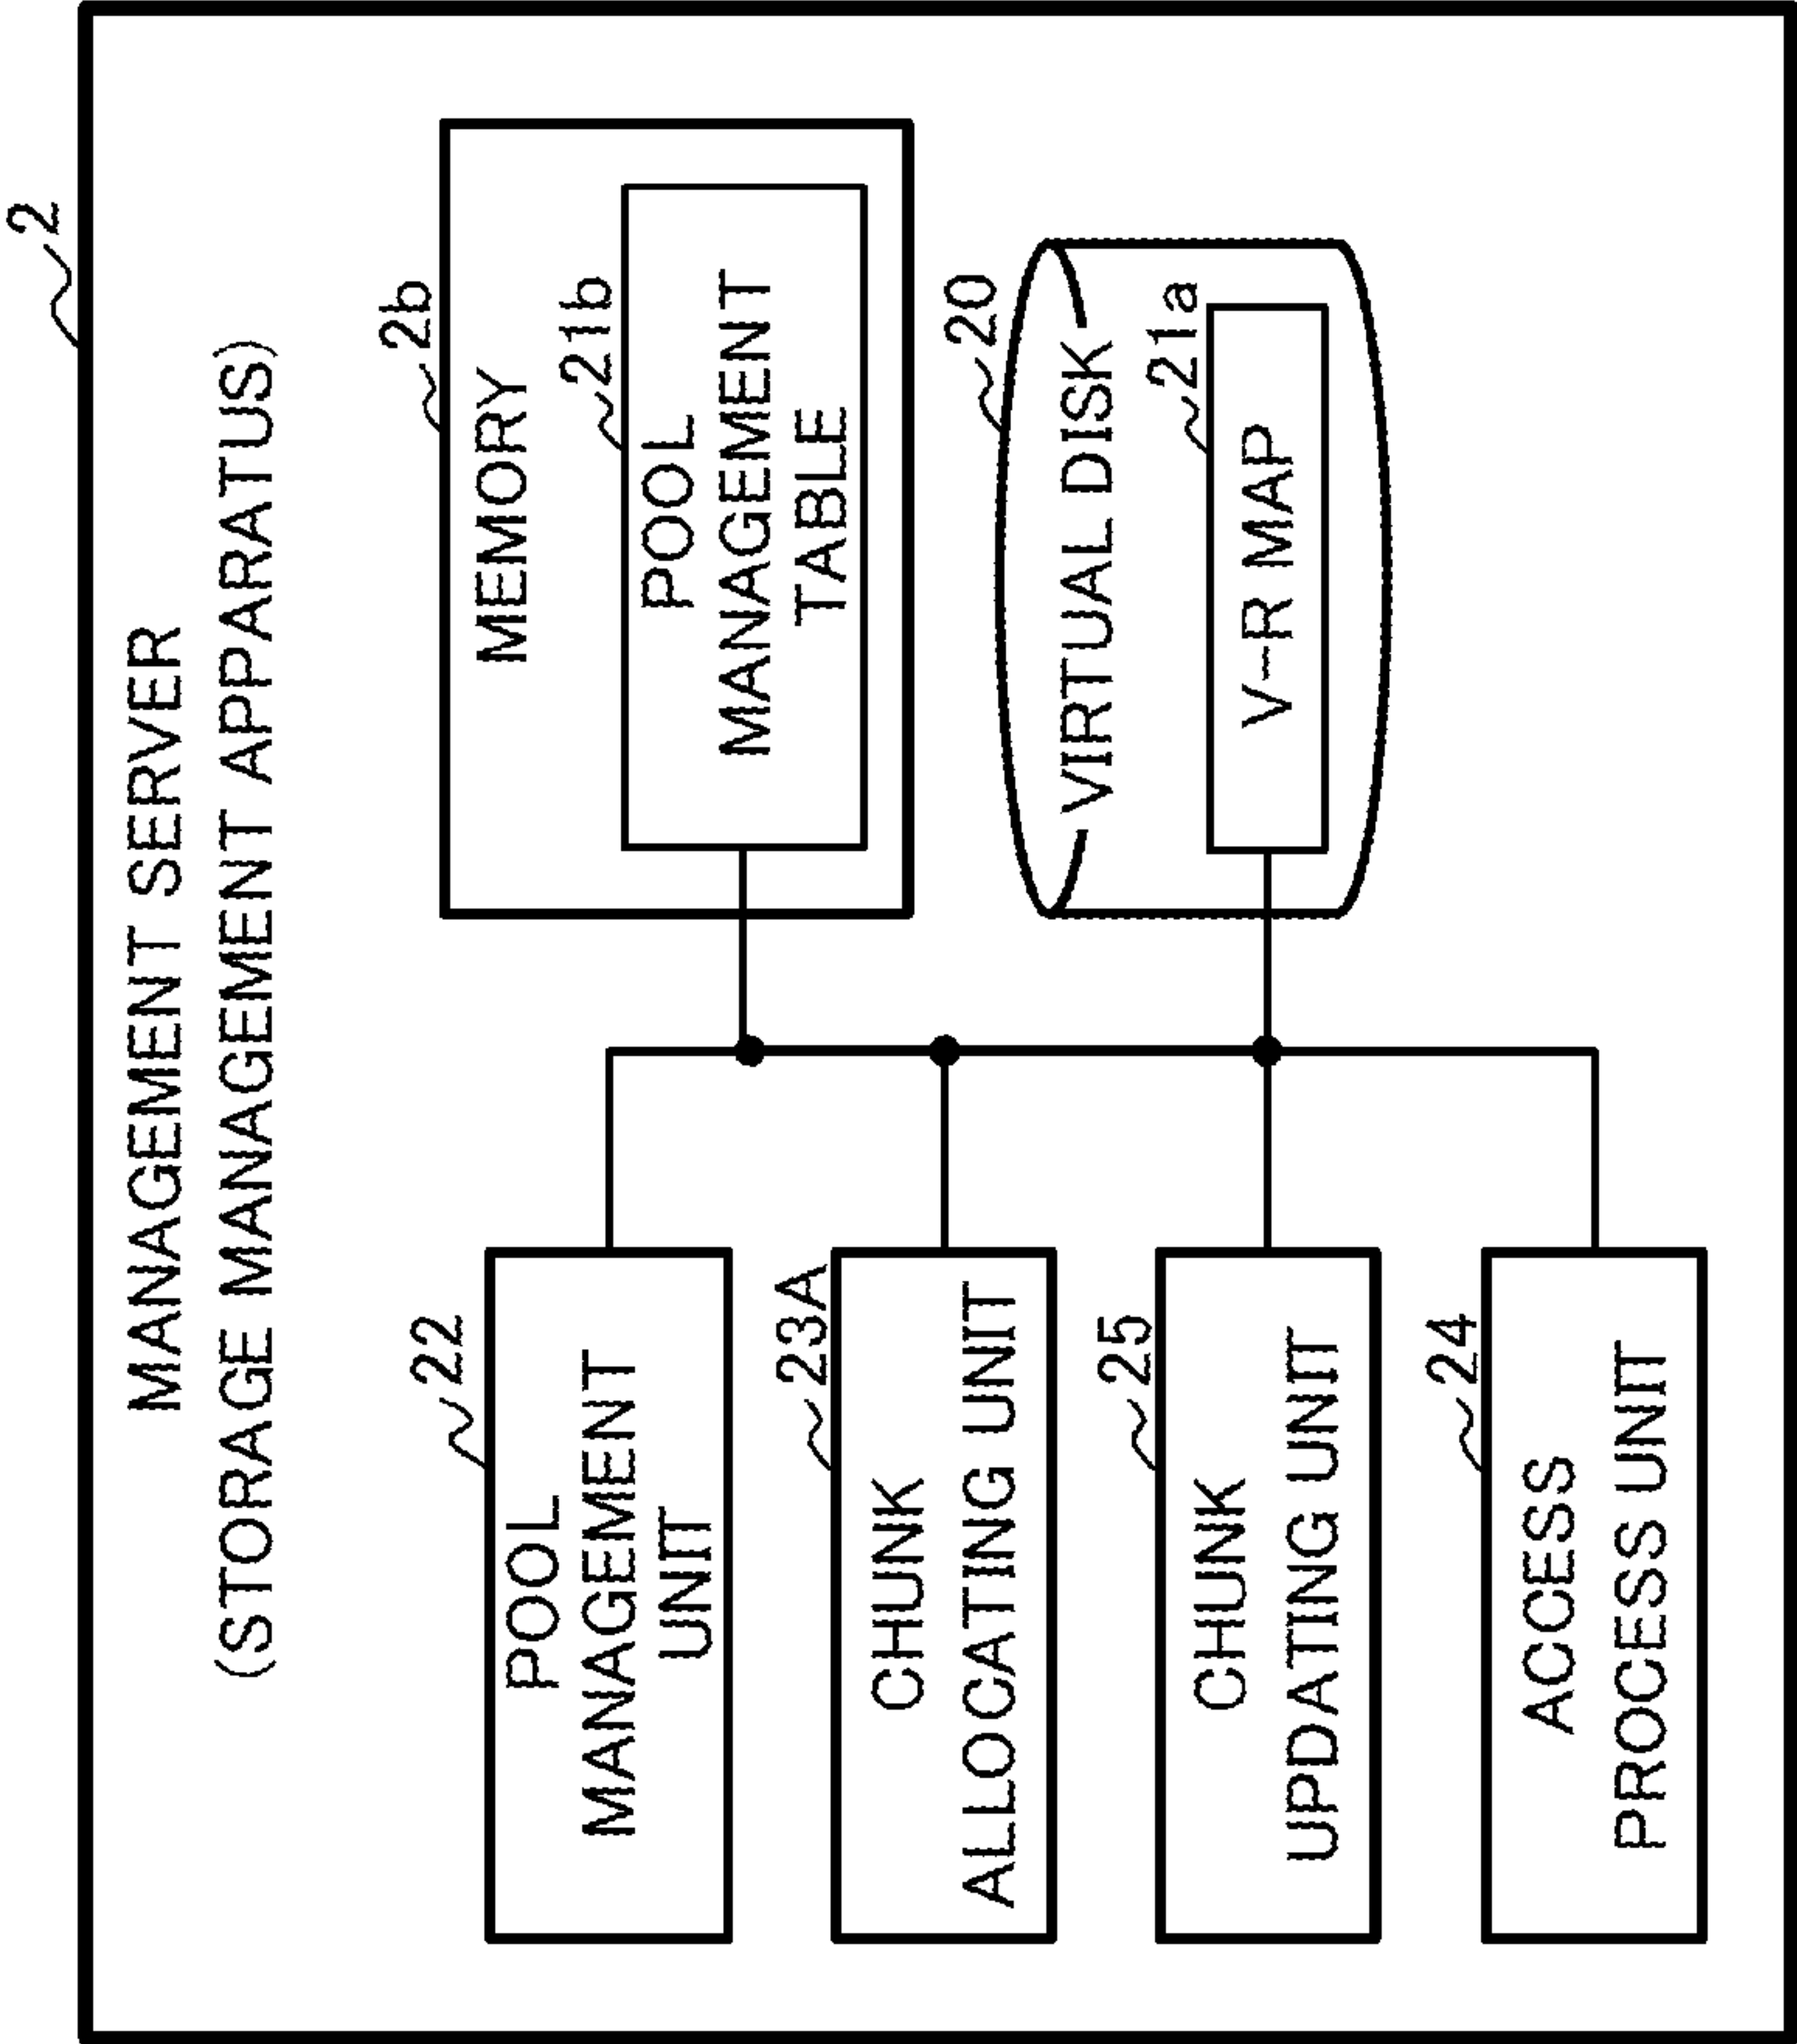 2
MANAGEMENT SERVER
(STORAGE MANAGEMENT APPARATUS)
22
POOL
MANAGEMENT
UNIT
23A
CHUNK
ALLOCATING UNIT
25
CHUNK
UPDATING UNIT
24
ACCESS
PROCESS UNIT
2b
MEMORY
21b
POOL
MANAGEMENT
TABLE
20
VIRTUAL DISK
21a
V-R MAP